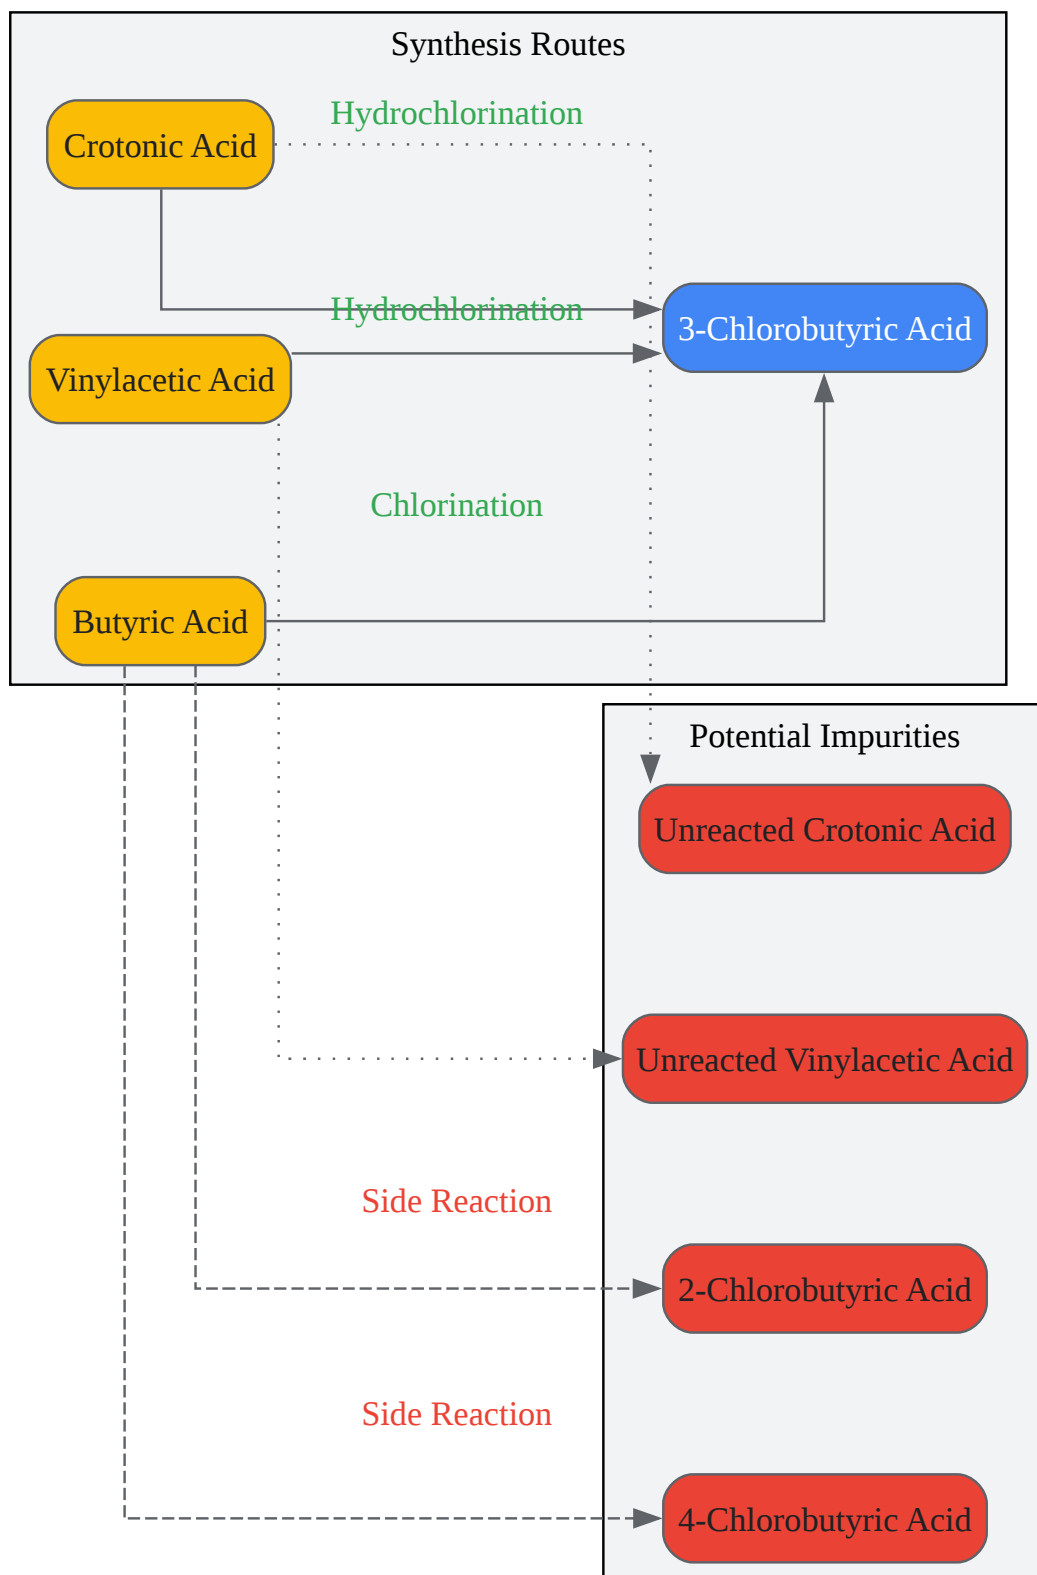 Synthesis Routes
Hydrochlorination
Crotonic Acid
Hydrochlorination
3-Chlorobutyric Acid
Vinylacetic Acid
Chlorination
Butyric Acid
Potential Impurities
Unreacted Crotonic Acid
Unreacted Vinylacetic Acid
Side Reaction
2-Chlorobutyric Acid
Side Reaction
4-Chlorobutyric Acid